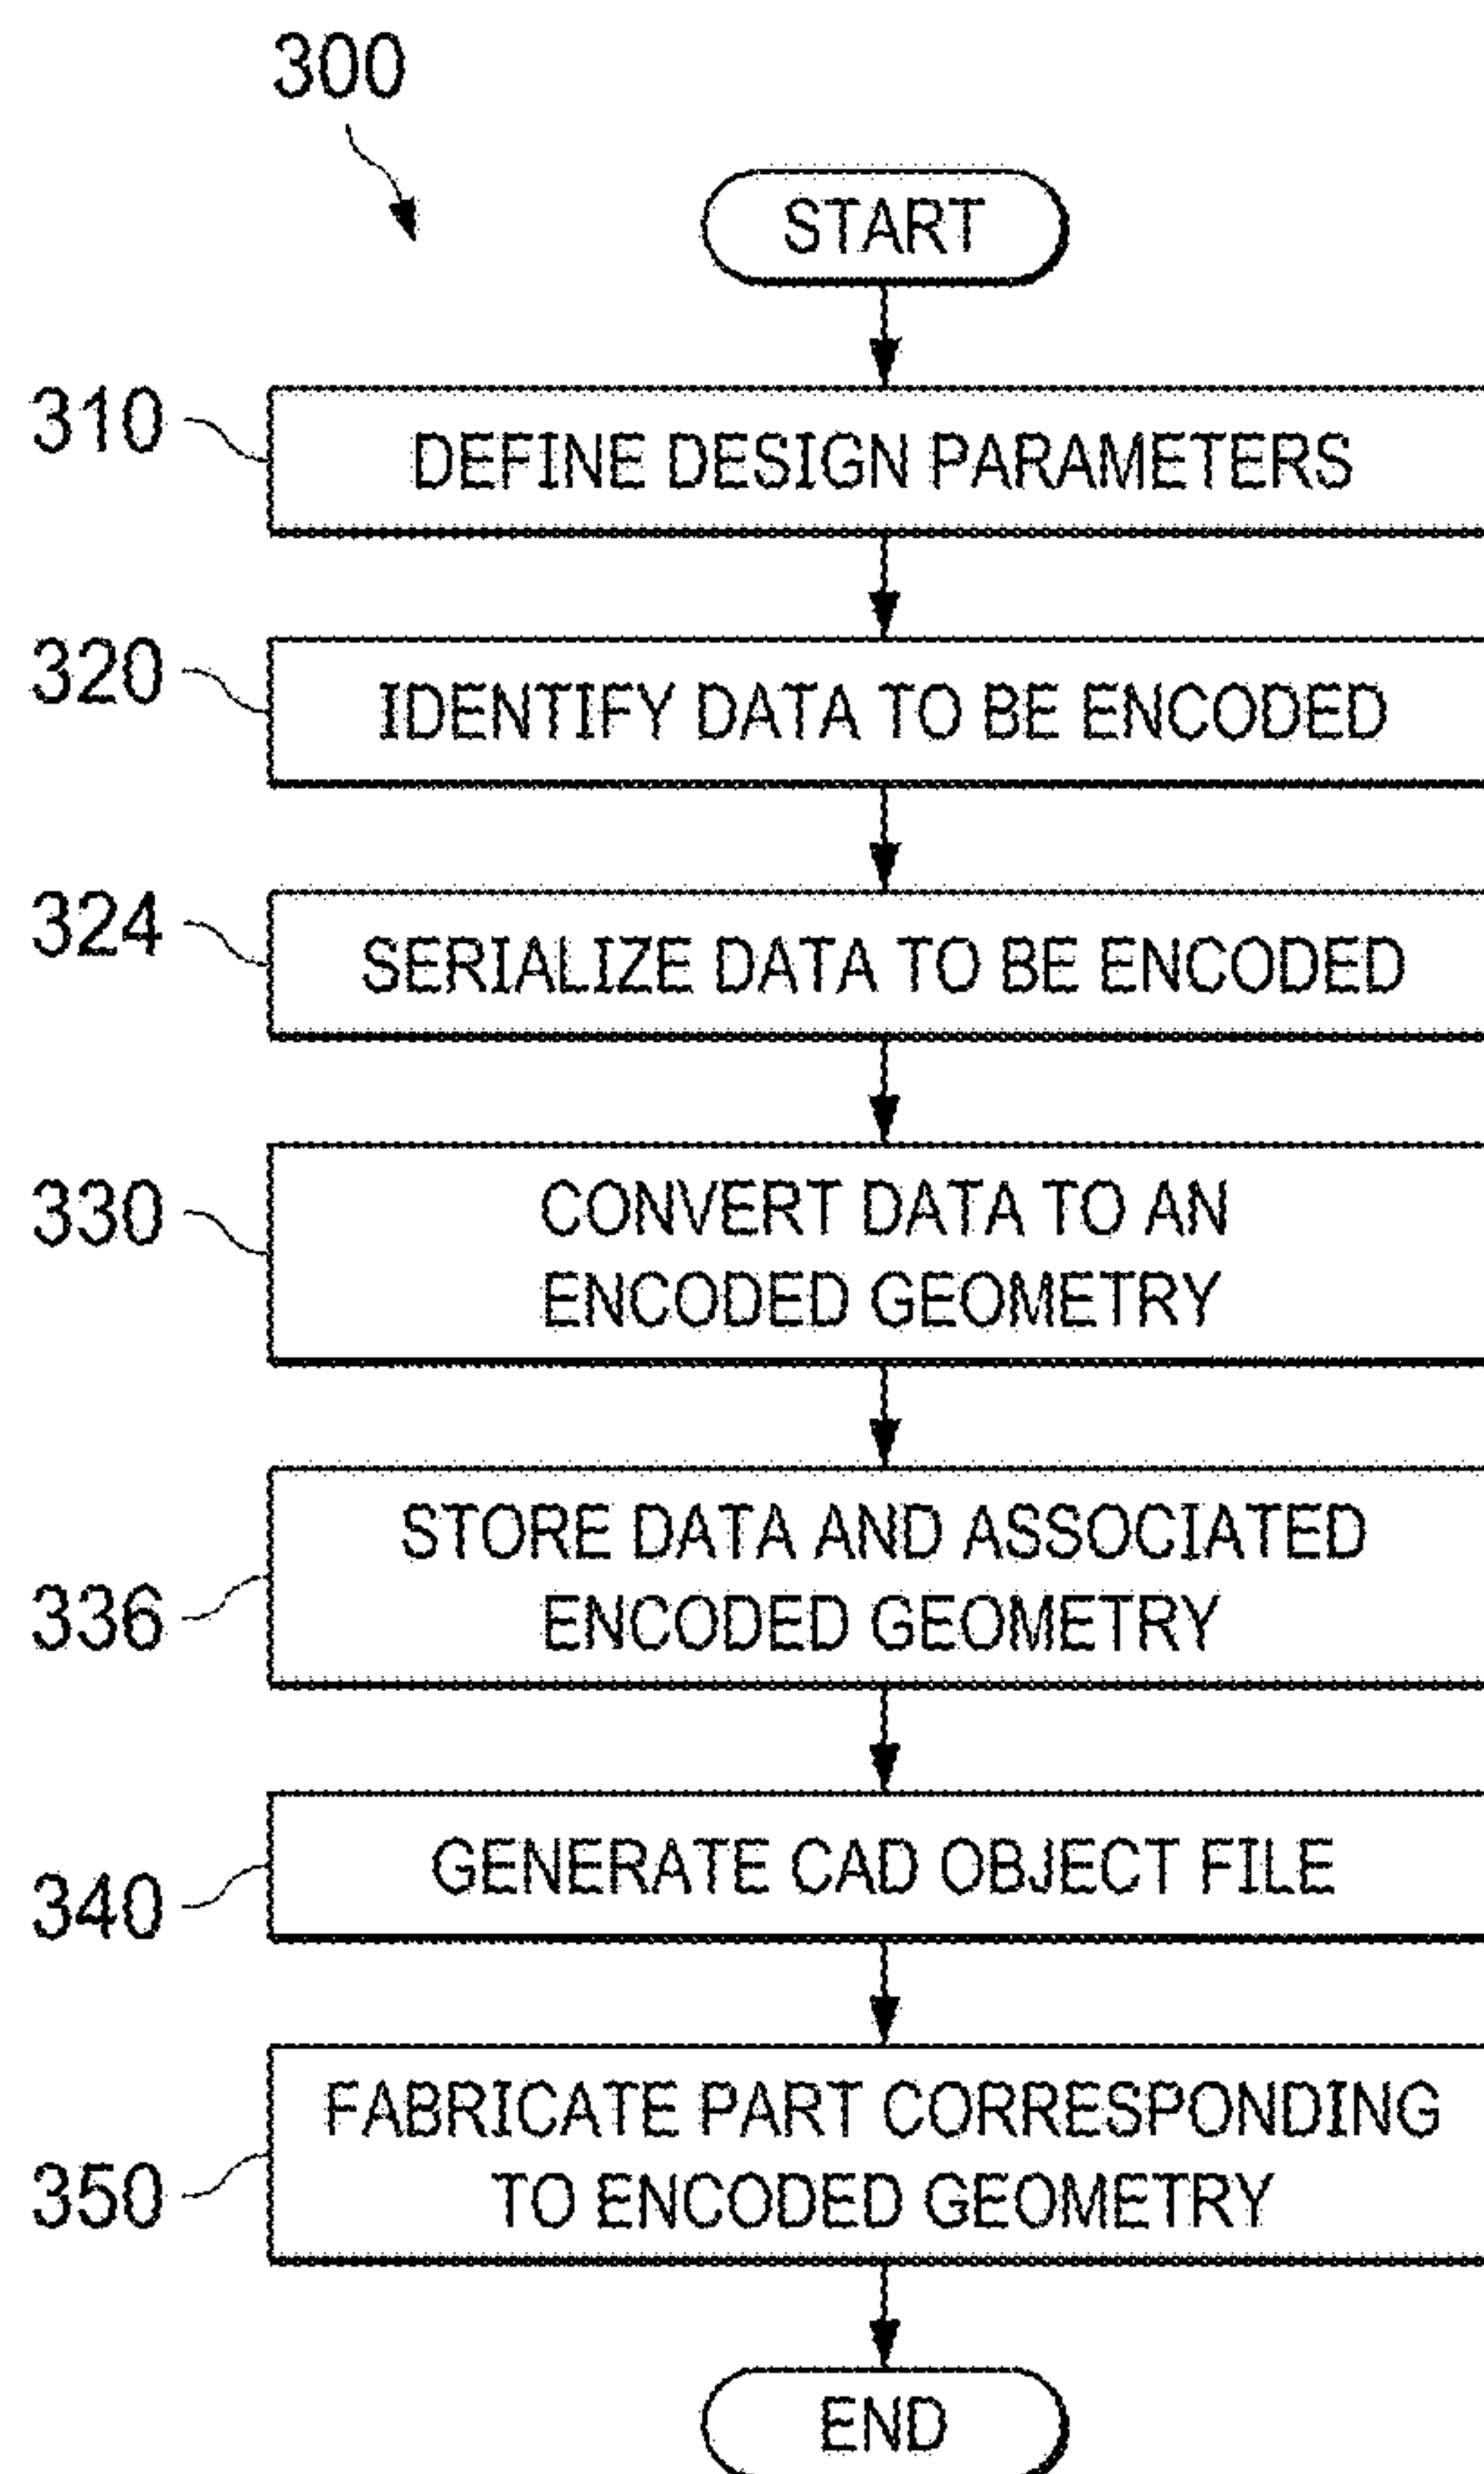 300
START
310
DEFINE DESIGN PARAMETERS
320
IDENTIFY DATA TO BE ENCODED
324
SERIALIZE DATA TO BE ENCODED
330
CONVERT DATA TO AN
ENCODED GEOMETRY
336
STORE DATA AND ASSOCIATED
ENCODED GEOMETRY
340
GENERATE CAD OBJECT FILE
350
FABRICATE PART CORRESPONDING
TO ENCODED GEOMETRY
END